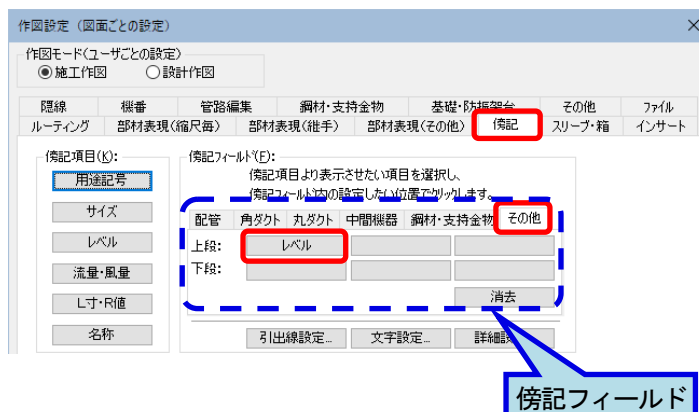 作図設定（図面ごとの設定）
作図モード(ユーザごとの設定)
施工作図 設計作図
隠線 機番 管路編集 鋼材・支持金物 基礎・防振架台 その他 ファイル
ルーティング 部材表現(縮尺毎) 部材表現(継手) 部材表現(その他) 傍記 スリーブ・箱 インサート
傍記項目(K): 傍記フィールド(F):
用途記号
サイズ
レベル
流量・風量
L寸・R値
名称
傍記項目より表示させたい項目を選択し、
傍記フィールド内の設定したい位置でクリックします。
配管 角ダクト 丸ダクト 中間機器 鋼材・支持金物 その他
上段: レベル
下段:
消去
引出線設定... 文字設定...
傍記フィールド